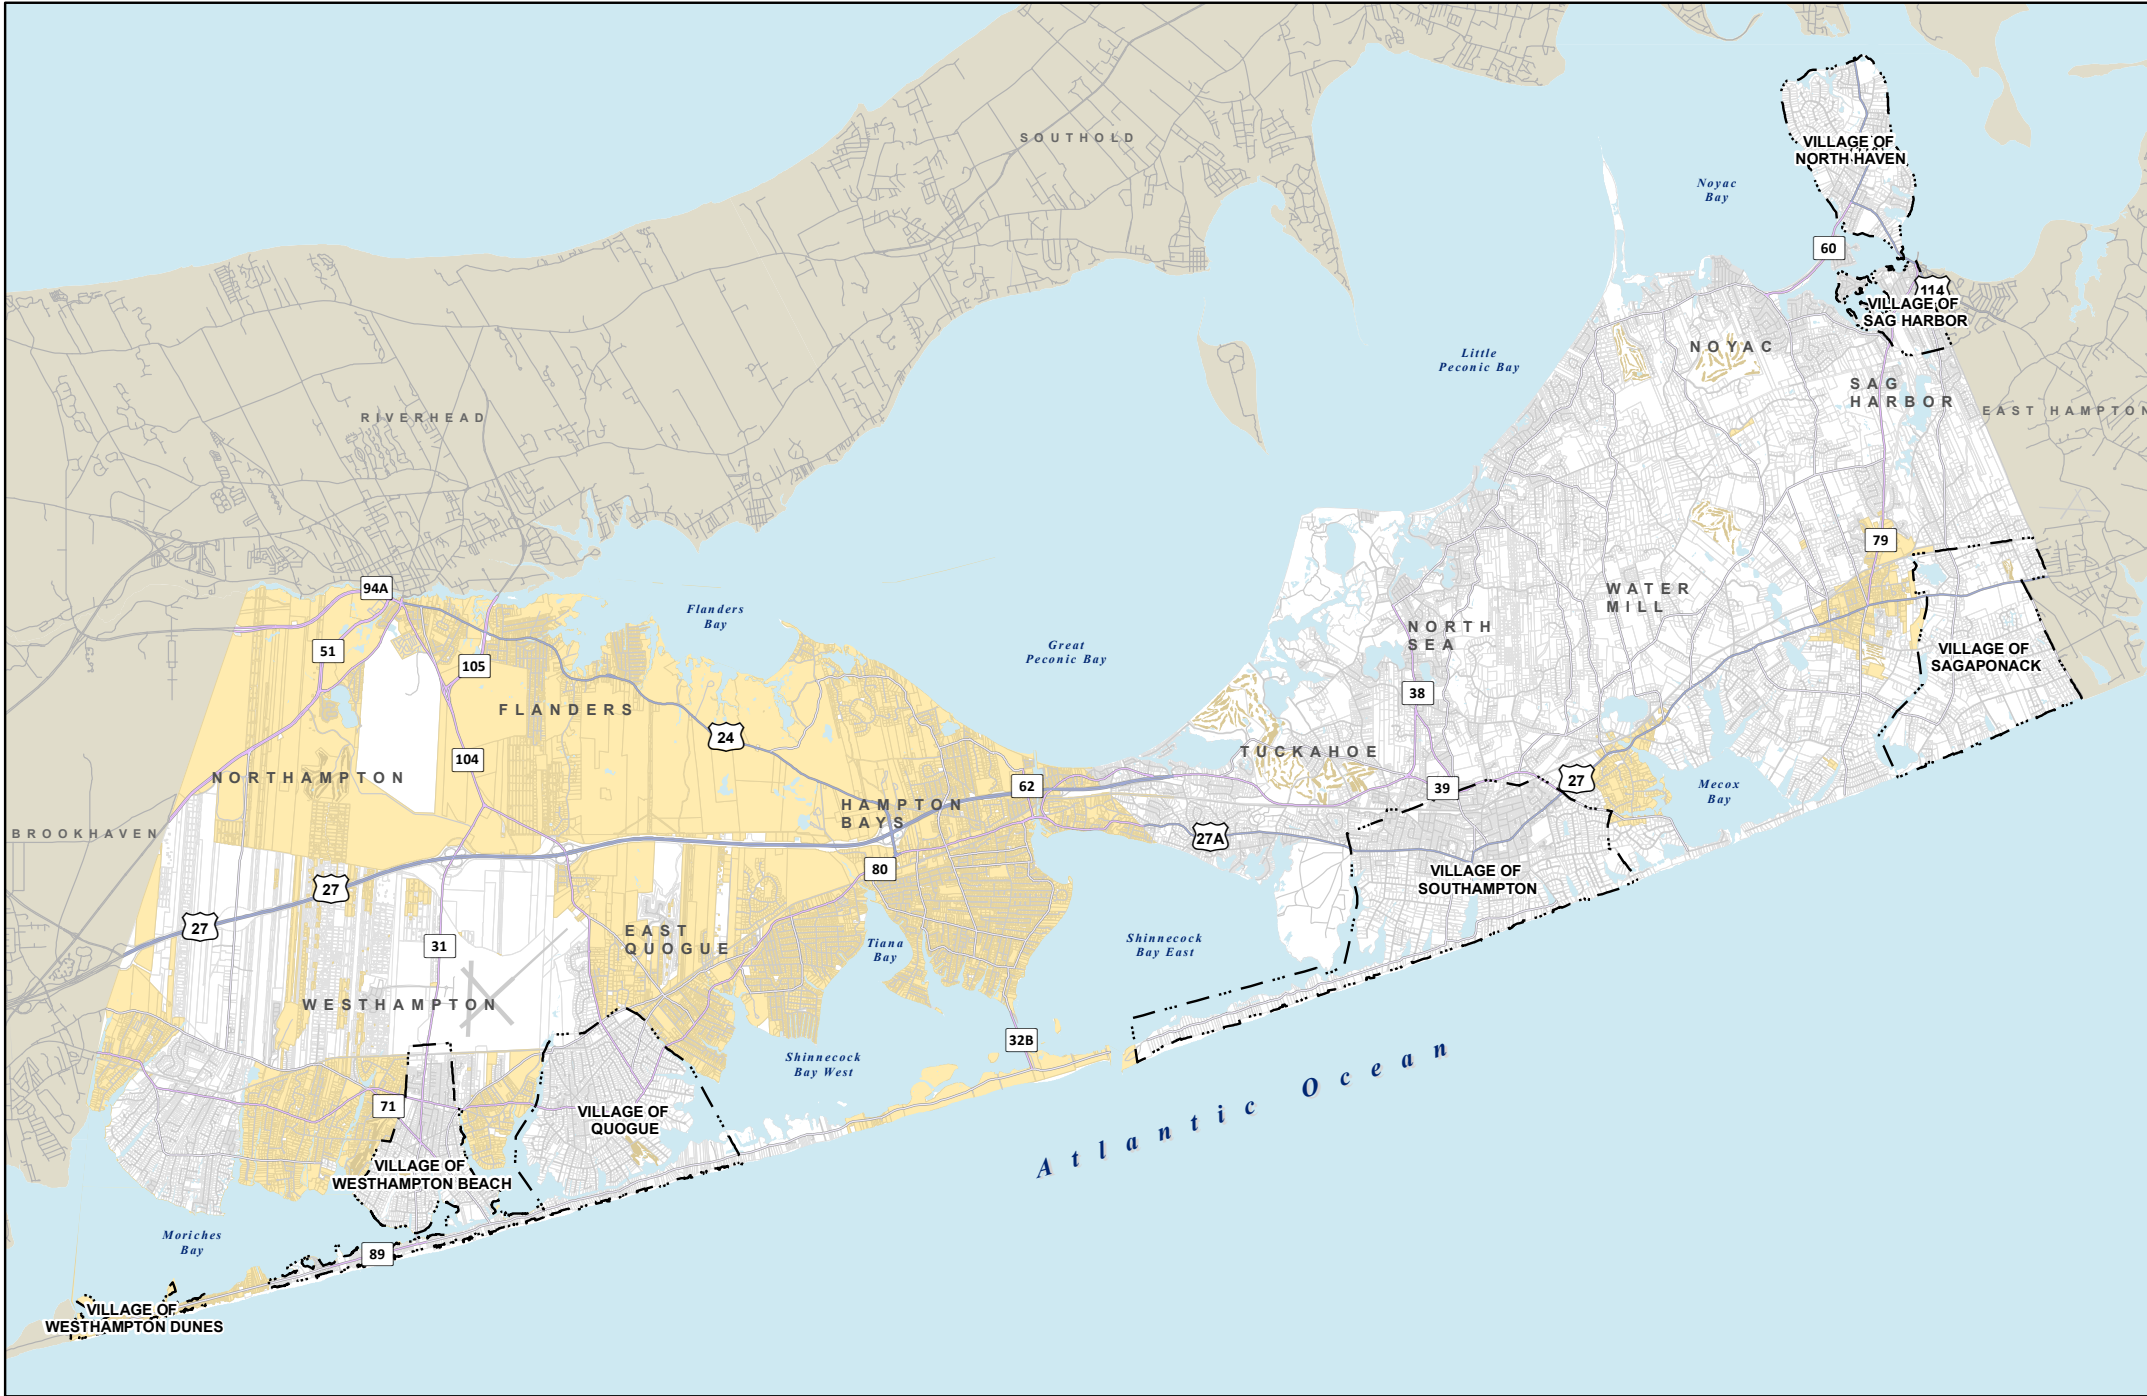 SOUTHOLD
VILLAGE OF
NORTH HAVEN
Noyac
Bay
60
114
VILLAGE OF
SAG HARBOR
NOYAC
Little
Peconic Bay
SAG
HARBOR
EAST HAMPTON
RIVERHEAD
79
94A
Flanders
Bay
WATER
MILL
51
105
Great
Peconic Bay
NORTH
SEA
VILLAGE OF
SAGAPONACK
38
FLANDERS
24
104
TUCKAHOE
NORTHAMPTON
62
39
27
Mecox
Bay
HAMPTON
BAYS
BROOKHAVEN
27A
80
VILLAGE OF
SOUTHAMPTON
27
27
31
EAST
QUOGUE
Tiana
Bay
Shinnecock
Bay East
WESTHAMPTON
32B
Shinnecock
Bay West
Atlantic Ocean
71
VILLAGE OF
QUOGUE
VILLAGE OF
WESTHAMPTON BEACH
Moriches
Bay
89
VILLAGE OF
WESTHAMPTON DUNES